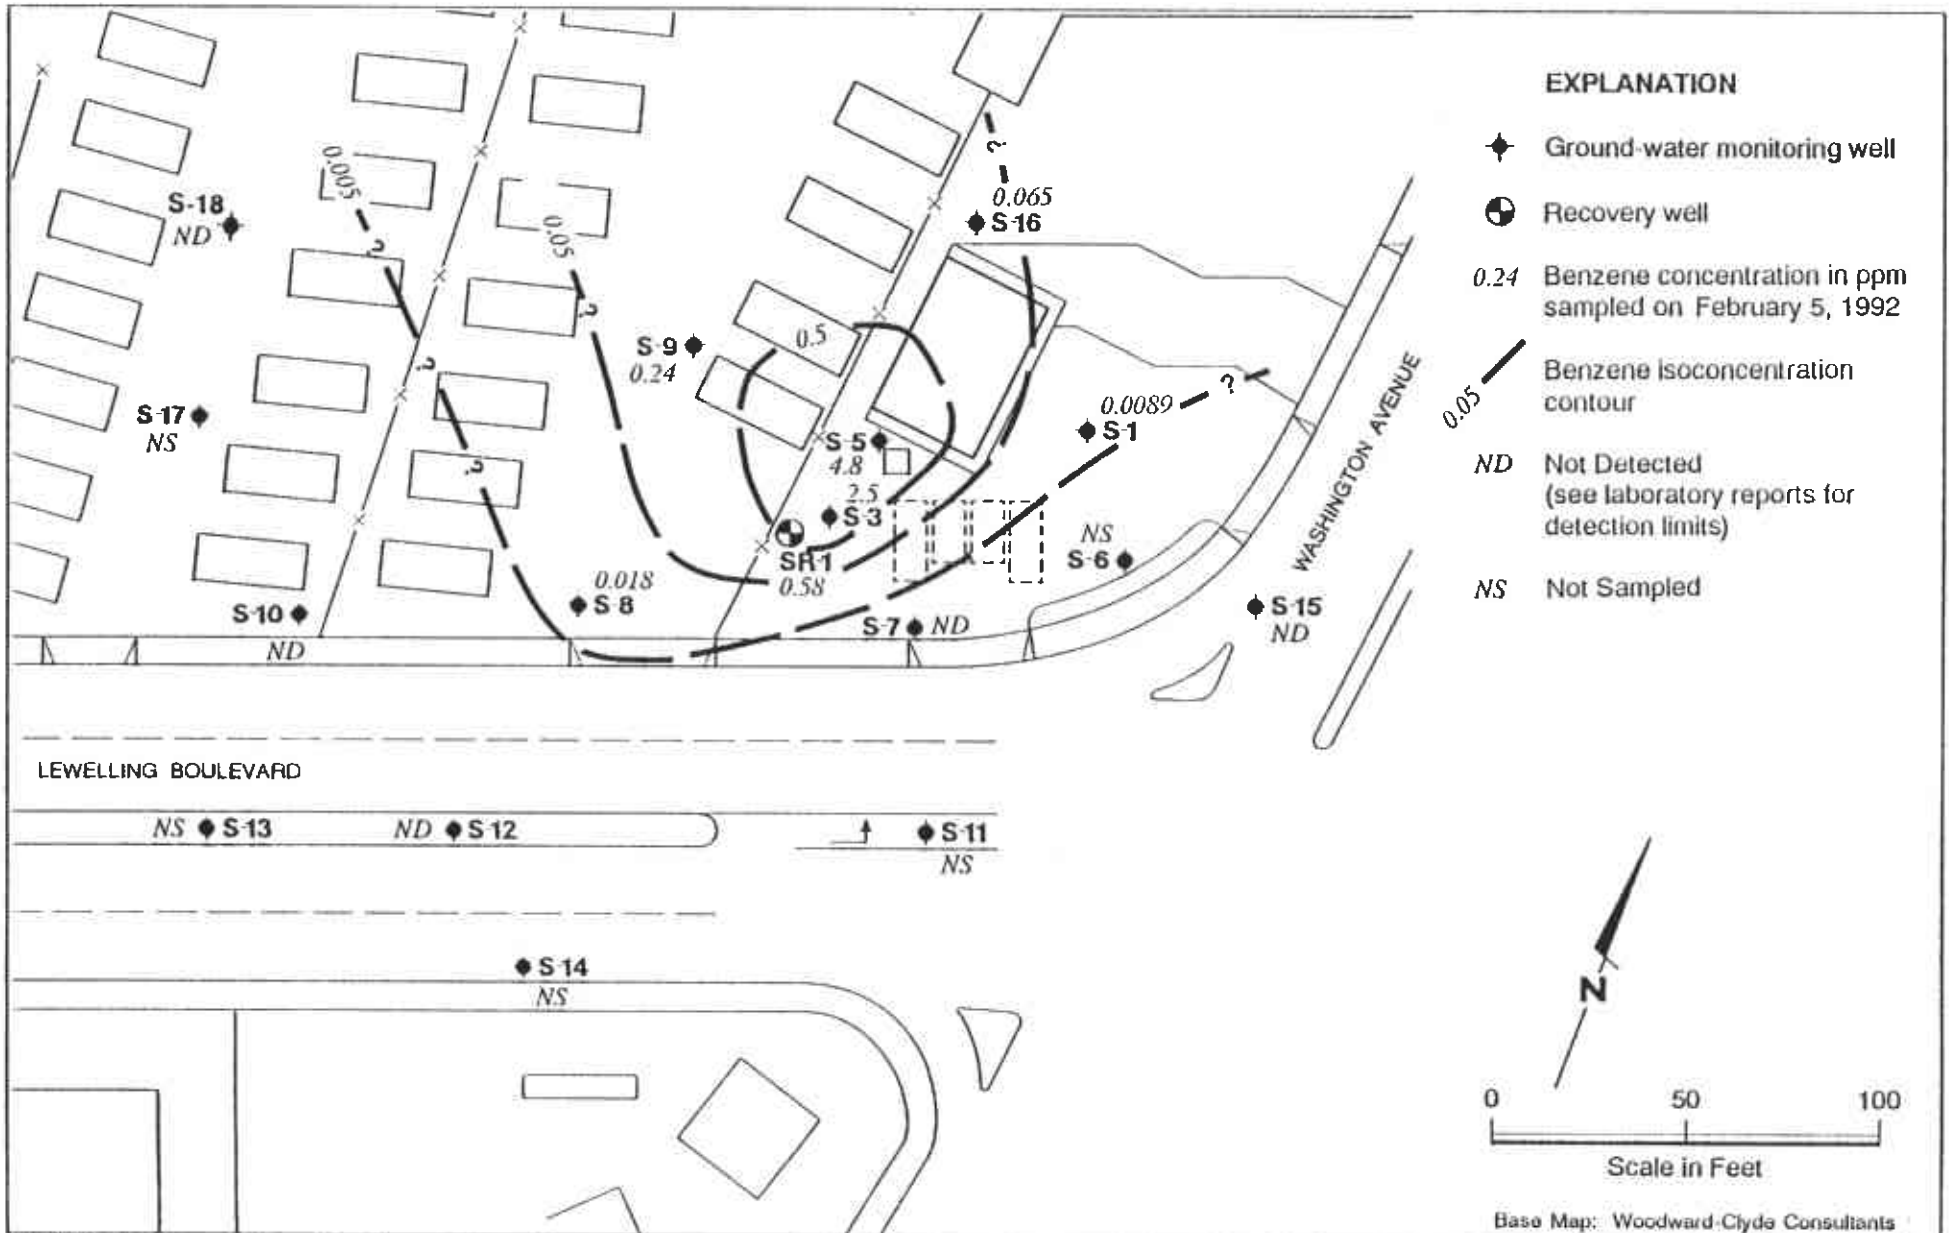 EXPLANATION
Ground-water monitoring well
Recovery well
0.24 Benzene concentration in ppm
sampled on February 5, 1992
0.05 Benzene isoconcentration
contour
ND Not Detected
(see laboratory reports for
detection limits)
NS Not Sampled
0.005
?
?
?
0.05
?
?
0.065
S-16
S-18
ND
0.5
S-9
0.24
S-17
NS
0.0089
?
S-1
S-5
4.8
2.5
S-3
SR-1
0.58
NS
S-6
0.018
S-8
S-10
ND
S-7 ND
S-15
ND
WASHINGTON AVENUE
LEWELLING BOULEVARD
NS S-13
ND S-12
S-11
NS
S-14
NS
N
0 50 100
Scale in Feet
Base Map: Woodward-Clyde Consultants